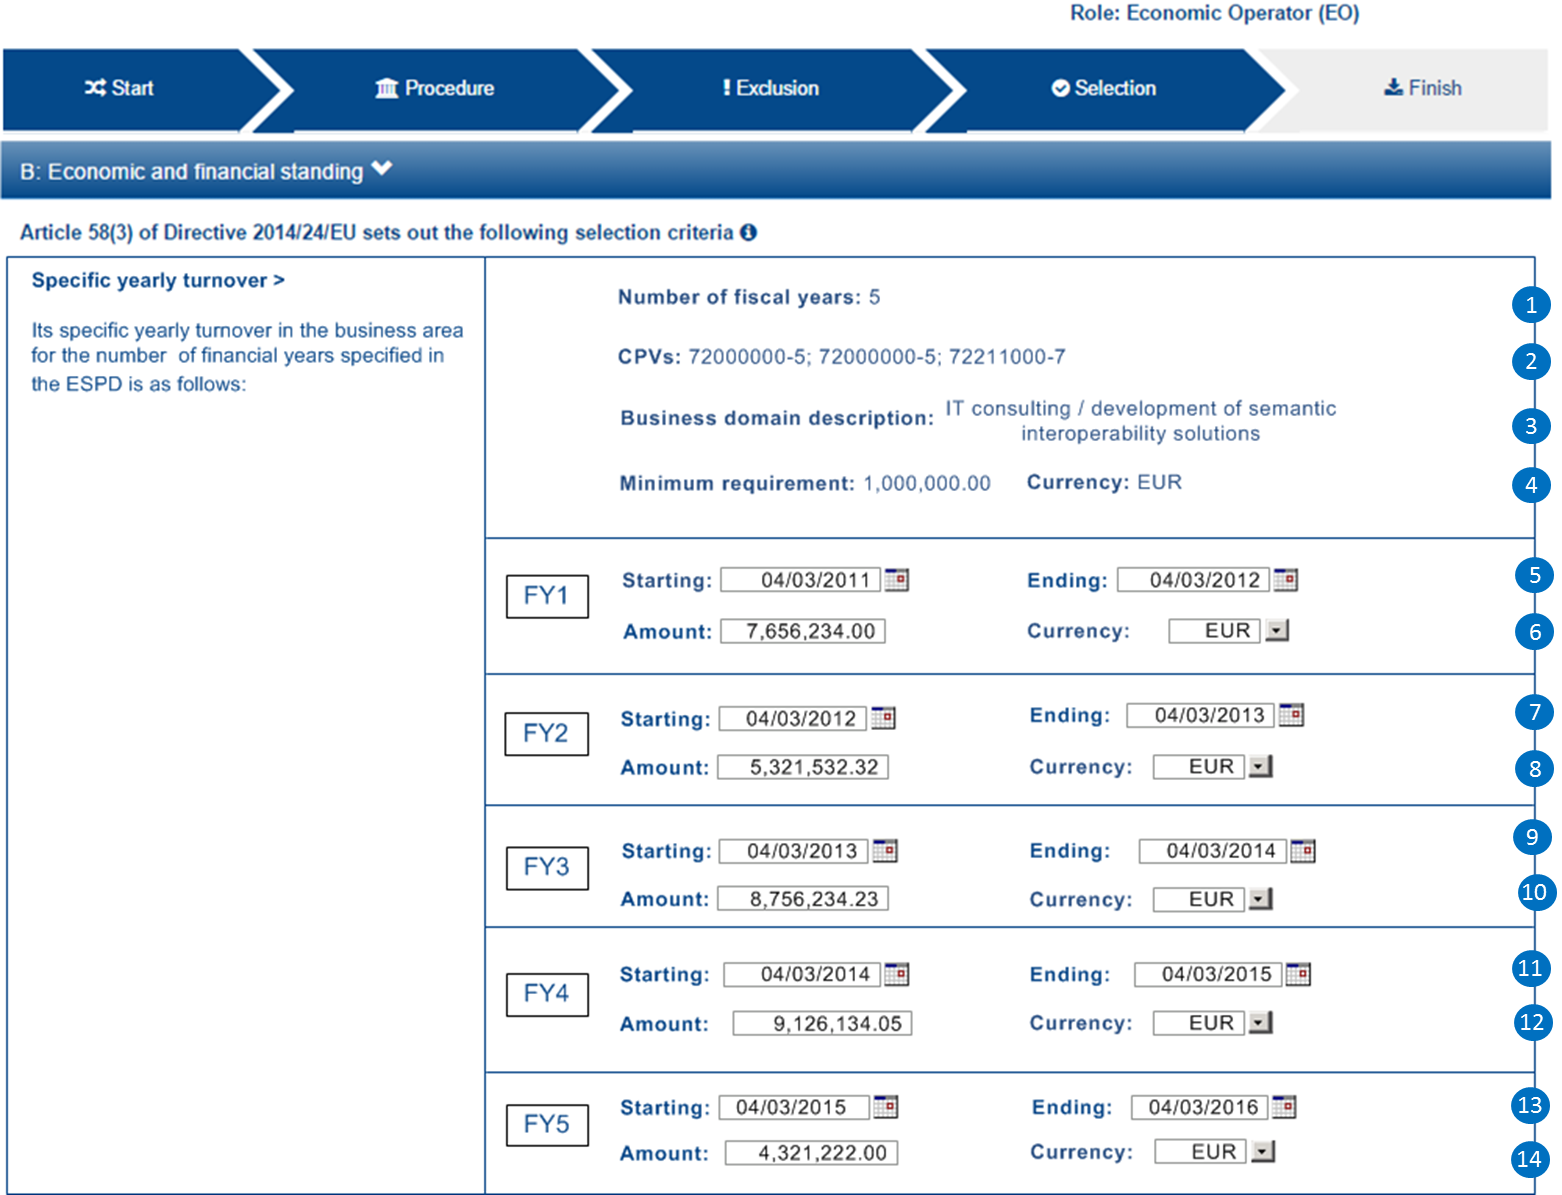 Role: Economic Operator (EO)
Start
Procedure
Exclusion
Selection
Finish
B: Economic and financial standing
Article 58(3) of Directive 2014/24/EU sets out the following selection criteria
Specific yearly turnover >
Its specific yearly turnover in the business area
for the number of financial years specified in
the ESPD is as follows:
Number of fiscal years: 5
1
CPVs: 72000000-5; 72000000-5; 72211000-7
2
Business domain description: IT consulting / development of semantic
interoperability solutions
3
Minimum requirement: 1,000,000.00 Currency: EUR
4
FY1
Starting: 04/03/2011 Ending: 04/03/2012
5
Amount: 7,656,234.00 Currency: EUR
6
FY2
Starting: 04/03/2012 Ending: 04/03/2013
7
Amount: 5,321,532.32 Currency: EUR
8
FY3
Starting: 04/03/2013 Ending: 04/03/2014
9
Amount: 8,756,234.23 Currency: EUR
10
FY4
Starting: 04/03/2014 Ending: 04/03/2015
11
Amount: 9,126,134.05 Currency: EUR
12
FY5
Starting: 04/03/2015 Ending: 04/03/2016
13
Amount: 4,321,222.00 Currency: EUR
14